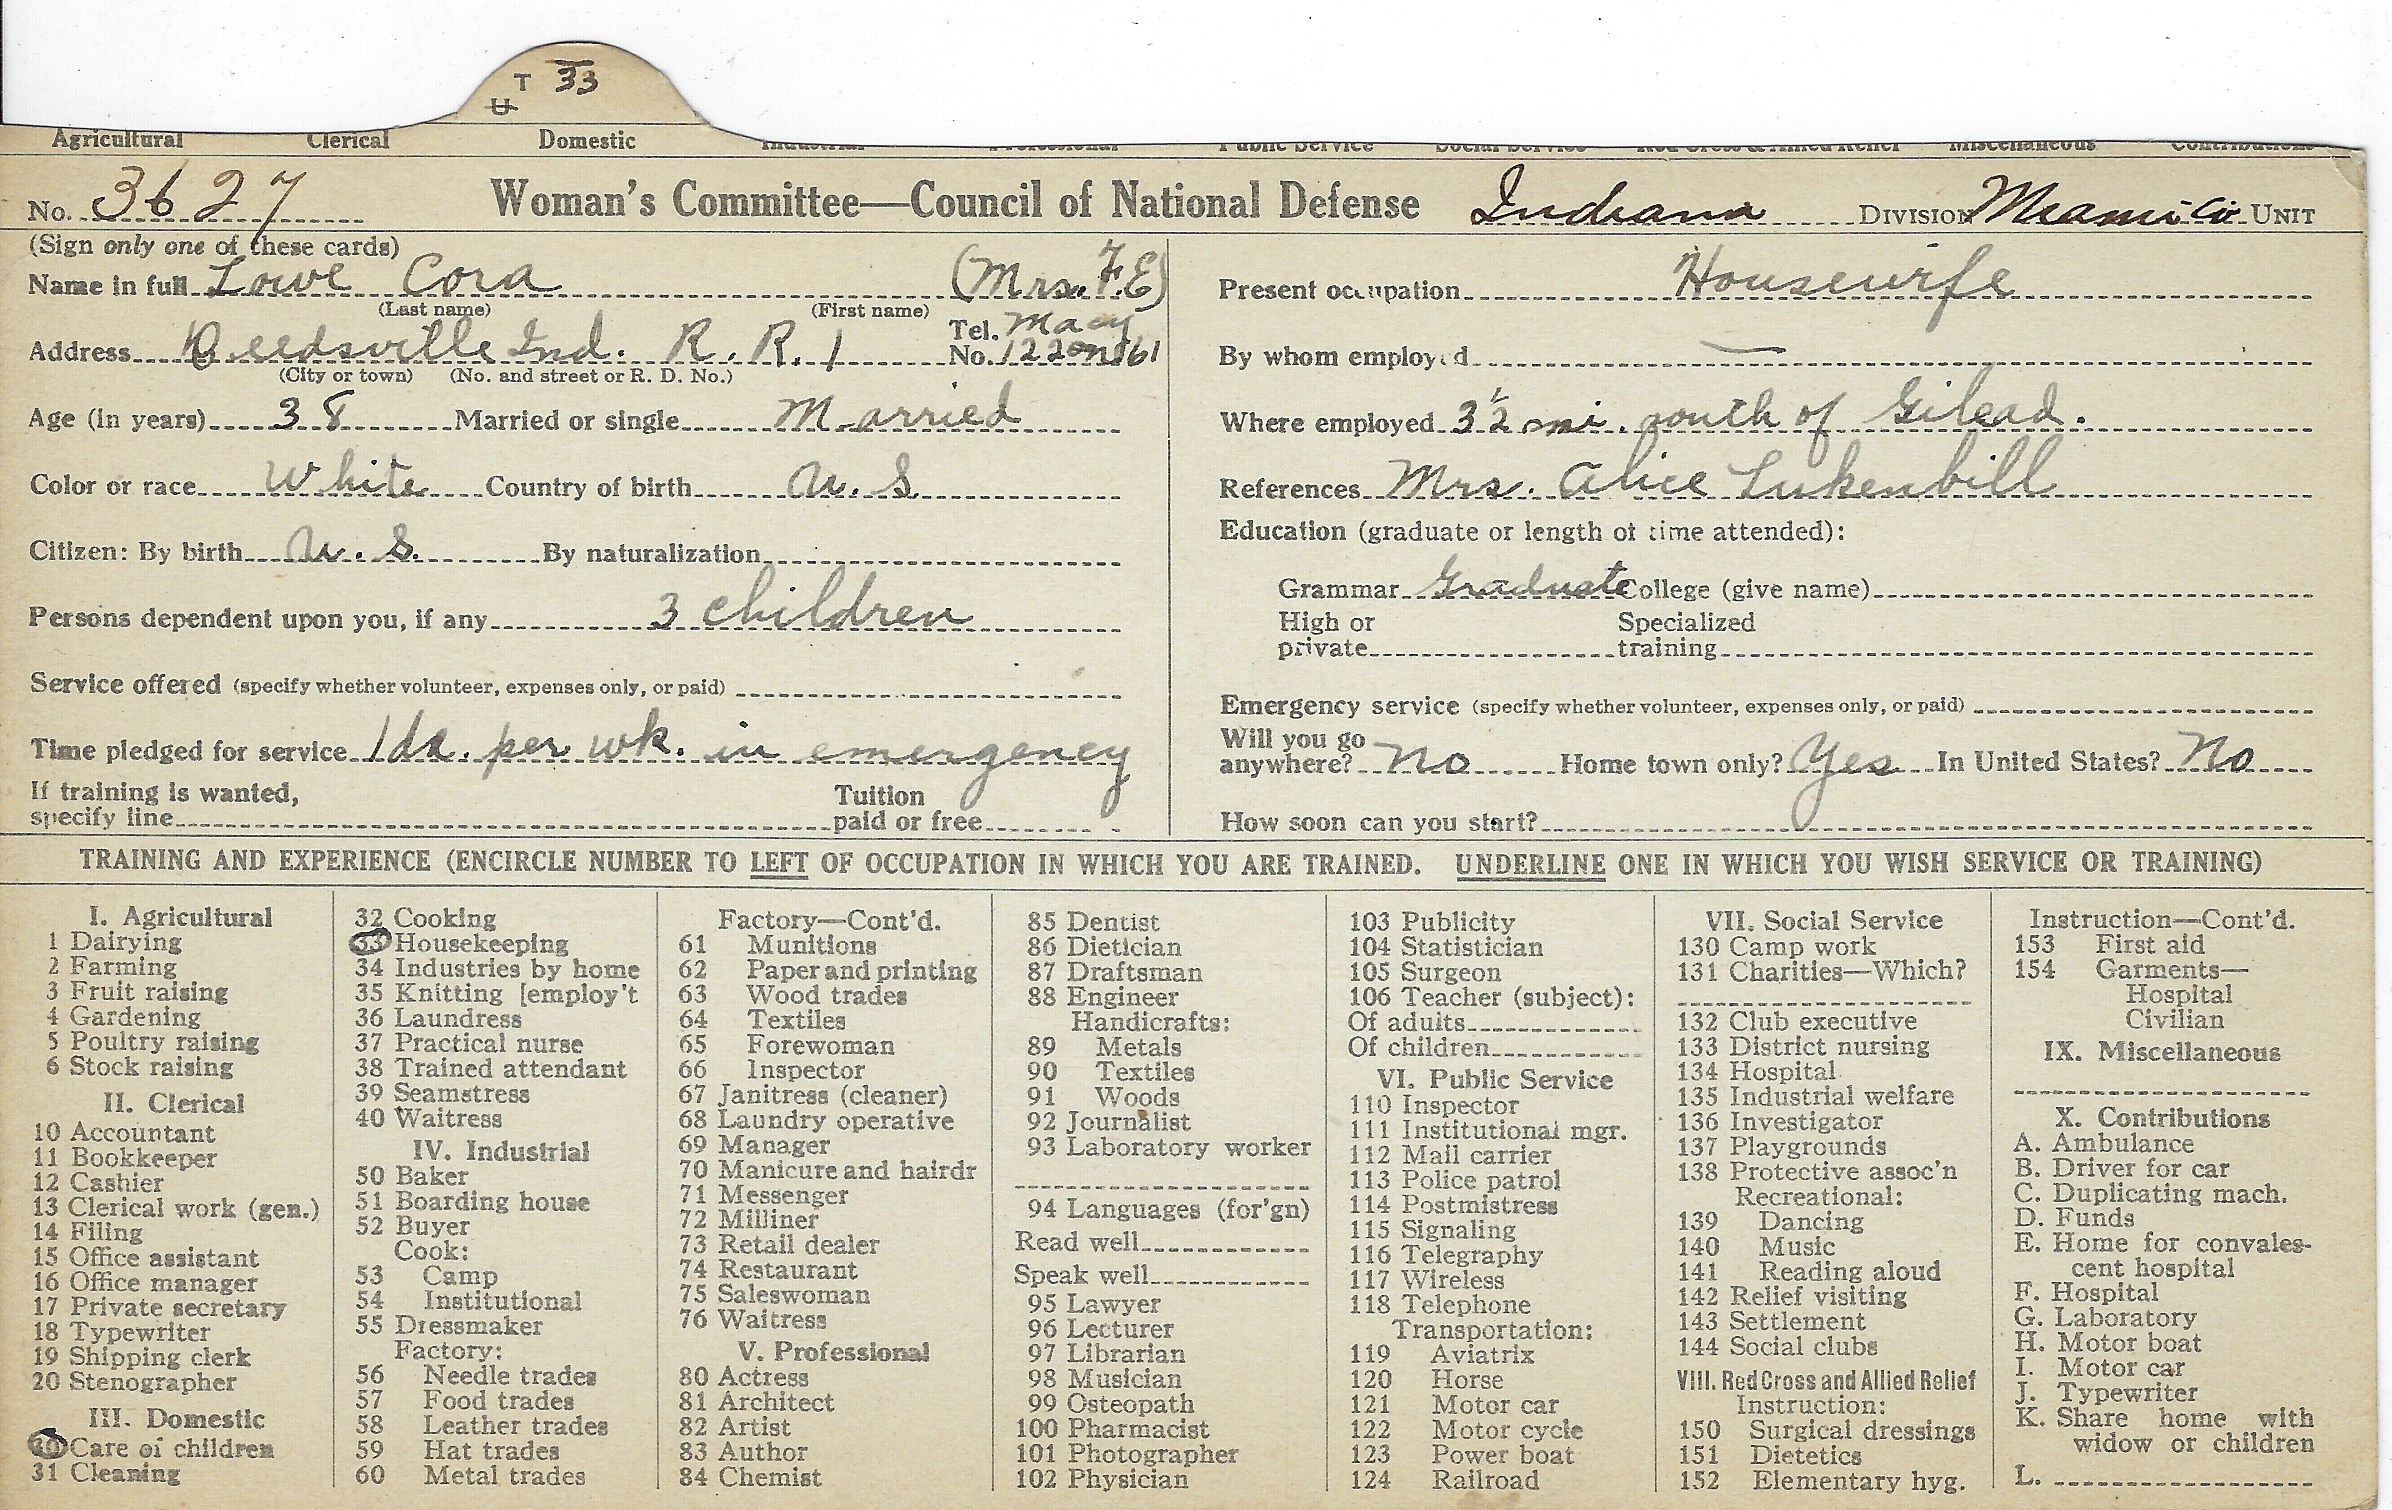 T 33
U
Agricultural Clerical Domestic Industrial Professional Public Service Social Service Red Cross & Allied Relief Miscellaneous Contributions
No. 3627 Woman's Committee—Council of National Defense Indiana DIVISION Miami Co. UNIT
(Sign only one of these cards)
Name in full Lowe Cora (Mrs. F.E)
(Last name) (First name)
Address Deedsville Ind. R. R. 1 Tel. No. Macy 122 on 161
(City or town) (No. and street or R. D. No.)
Age (in years) 38 Married or single Married
Color or race White Country of birth U. S.
Citizen: By birth U. S. By naturalization
Persons dependent upon you, if any 3 children
Service offered (specify whether volunteer, expenses only, or paid)
Time pledged for service 1 da. per wk. in emergency
If training is wanted,
specify line Tuition paid or free
Present occupation Housewife
By whom employed —
Where employed 3 1/2 mi. south of Gilead.
References Mrs. Alice Lukenbill
Education (graduate or length of time attended):
Grammar Graduate College (give name)
High or private Specialized training
Emergency service (specify whether volunteer, expenses only, or paid)
Will you go anywhere? No Home town only? Yes In United States? No
How soon can you start?
TRAINING AND EXPERIENCE (ENCIRCLE NUMBER TO LEFT OF OCCUPATION IN WHICH YOU ARE TRAINED. UNDERLINE ONE IN WHICH YOU WISH SERVICE OR TRAINING)
I. Agricultural
1 Dairying
2 Farming
3 Fruit raising
4 Gardening
5 Poultry raising
6 Stock raising
II. Clerical
10 Accountant
11 Bookkeeper
12 Cashier
13 Clerical work (gen.)
14 Filing
15 Office assistant
16 Office manager
17 Private secretary
18 Typewriter
19 Shipping clerk
20 Stenographer
III. Domestic
30 Care of children
31 Cleaning
32 Cooking
33 Housekeeping
34 Industries by home
35 Knitting [employ't
36 Laundress
37 Practical nurse
38 Trained attendant
39 Seamstress
40 Waitress
IV. Industrial
50 Baker
51 Boarding house
52 Buyer
Cook:
53 Camp
54 Institutional
55 Dressmaker
Factory:
56 Needle trades
57 Food trades
58 Leather trades
59 Hat trades
60 Metal trades
Factory—Cont'd.
61 Munitions
62 Paper and printing
63 Wood trades
64 Textiles
65 Forewoman
66 Inspector
67 Janitress (cleaner)
68 Laundry operative
69 Manager
70 Manicure and hairdr
71 Messenger
72 Milliner
73 Retail dealer
74 Restaurant
75 Saleswoman
76 Waitress
V. Professional
80 Actress
81 Architect
82 Artist
83 Author
84 Chemist
85 Dentist
86 Dietician
87 Draftsman
88 Engineer
Handicrafts:
89 Metals
90 Textiles
91 Woods
92 Journalist
93 Laboratory worker
94 Languages (for'gn)
Read well
Speak well
95 Lawyer
96 Lecturer
97 Librarian
98 Musician
99 Osteopath
100 Pharmacist
101 Photographer
102 Physician
103 Publicity
104 Statistician
105 Surgeon
106 Teacher (subject):
Of adults
Of children
VI. Public Service
110 Inspector
111 Institutional mgr.
112 Mail carrier
113 Police patrol
114 Postmistress
115 Signaling
116 Telegraphy
117 Wireless
118 Telephone
Transportation:
119 Aviatrix
120 Horse
121 Motor car
122 Motor cycle
123 Power boat
124 Railroad
VII. Social Service
130 Camp work
131 Charities—Which?
132 Club executive
133 District nursing
134 Hospital
135 Industrial welfare
136 Investigator
137 Playgrounds
138 Protective assoc'n
Recreational:
139 Dancing
140 Music
141 Reading aloud
142 Relief visiting
143 Settlement
144 Social clubs
VIII. Red Cross and Allied Relief
Instruction:
150 Surgical dressings
151 Dietetics
152 Elementary hyg.
Instruction—Cont'd.
153 First aid
154 Garments—
Hospital
Civilian
IX. Miscellaneous
X. Contributions
A. Ambulance
B. Driver for car
C. Duplicating mach.
D. Funds
E. Home for convales-
cent hospital
F. Hospital
G. Laboratory
H. Motor boat
I. Motor car
J. Typewriter
K. Share home with
widow or children
L.